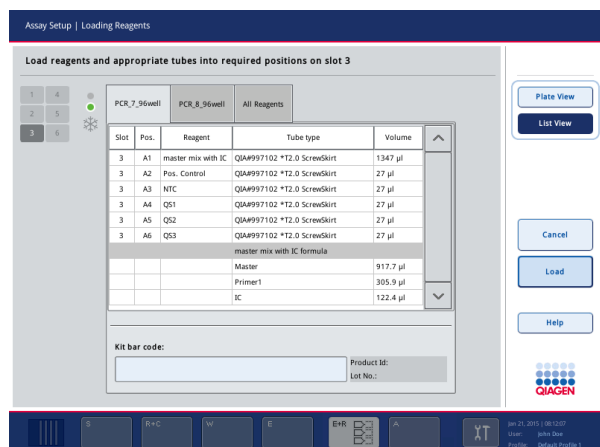 Assay Setup | Loading Reagents
Load reagents and appropriate tubes into required positions on slot 3
1 4
2 5
3 6
PCR_7_96well PCR_8_96well All Reagents
Slot Pos. Reagent Tube type Volume
3 A1 master mix with IC QIA#997102 *T2.0 ScrewSkirt 1347 µl
3 A2 Pos. Control QIA#997102 *T2.0 ScrewSkirt 27 µl
3 A3 NTC QIA#997102 *T2.0 ScrewSkirt 27 µl
3 A4 QS1 QIA#997102 *T2.0 ScrewSkirt 27 µl
3 A5 QS2 QIA#997102 *T2.0 ScrewSkirt 27 µl
3 A6 QS3 QIA#997102 *T2.0 ScrewSkirt 27 µl
master mix with IC formula
Master 917.7 µl
Primer1 305.9 µl
IC 122.4 µl
Kit bar code:
Product Id:
Lot No.:
Plate View
List View
Cancel
Load
Help
QIAGEN
S R+C W E E+R A
Jan 21, 2015 | 08:12:07
User: John Doe
Profile: Default Profile 1